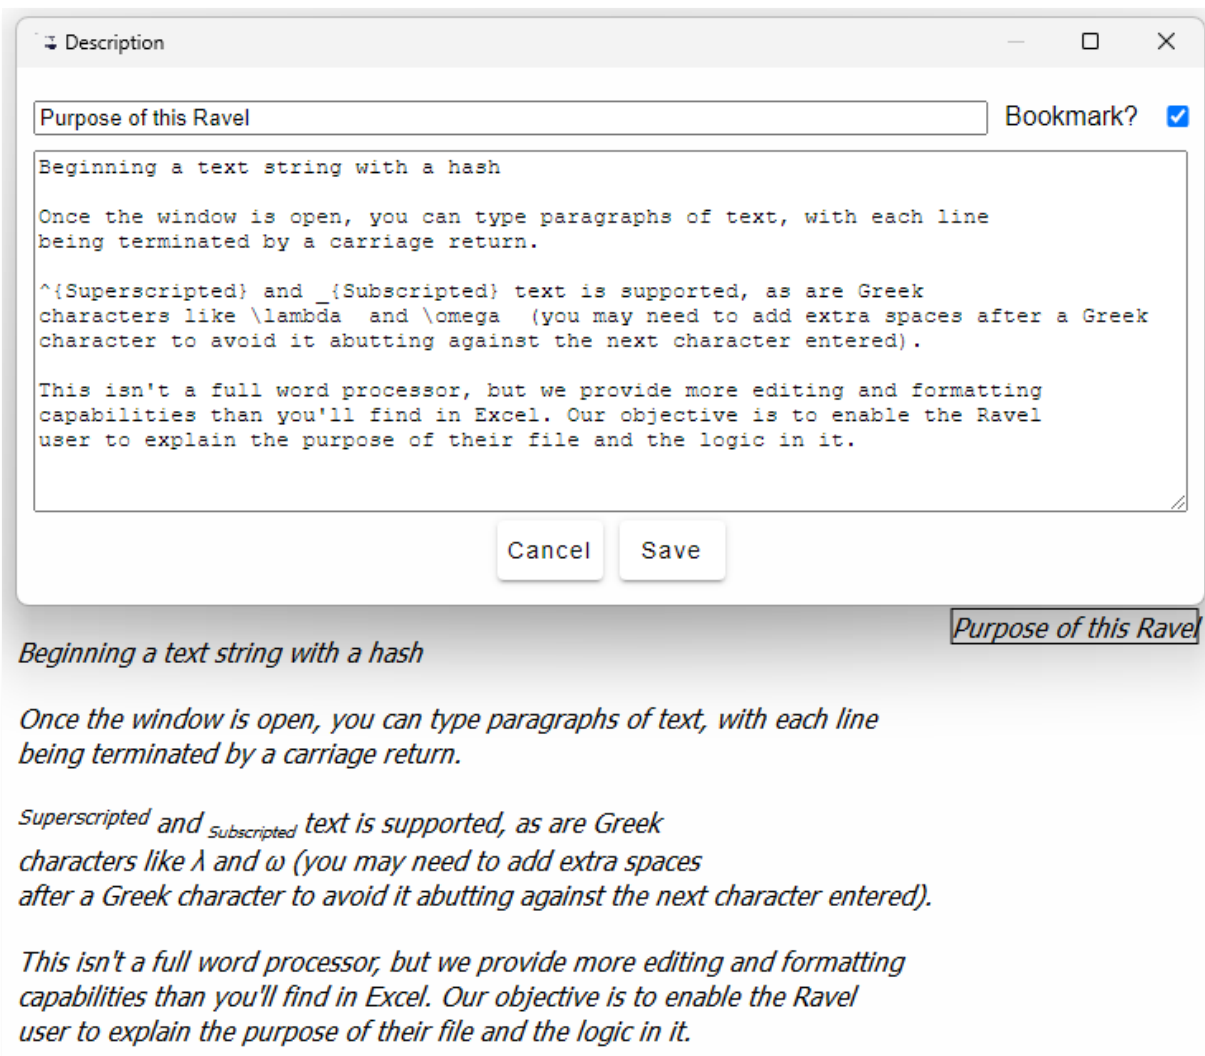 Description
Purpose of this Ravel
Bookmark?
Beginning a text string with a hash
Once the window is open, you can type paragraphs of text, with each line
being terminated by a carriage return.
^{Superscripted} and _{Subscripted} text is supported, as are Greek
characters like \lambda  and \omega  (you may need to add extra spaces after a Greek
character to avoid it abutting against the next character entered).
This isn't a full word processor, but we provide more editing and formatting
capabilities than you'll find in Excel. Our objective is to enable the Ravel
user to explain the purpose of their file and the logic in it.
Cancel
Save
Purpose of this Ravel
Beginning a text string with a hash
Once the window is open, you can type paragraphs of text, with each line
being terminated by a carriage return.
Superscripted and Subscripted text is supported, as are Greek
characters like λ and ω (you may need to add extra spaces
after a Greek character to avoid it abutting against the next character entered).
This isn't a full word processor, but we provide more editing and formatting
capabilities than you'll find in Excel. Our objective is to enable the Ravel
user to explain the purpose of their file and the logic in it.